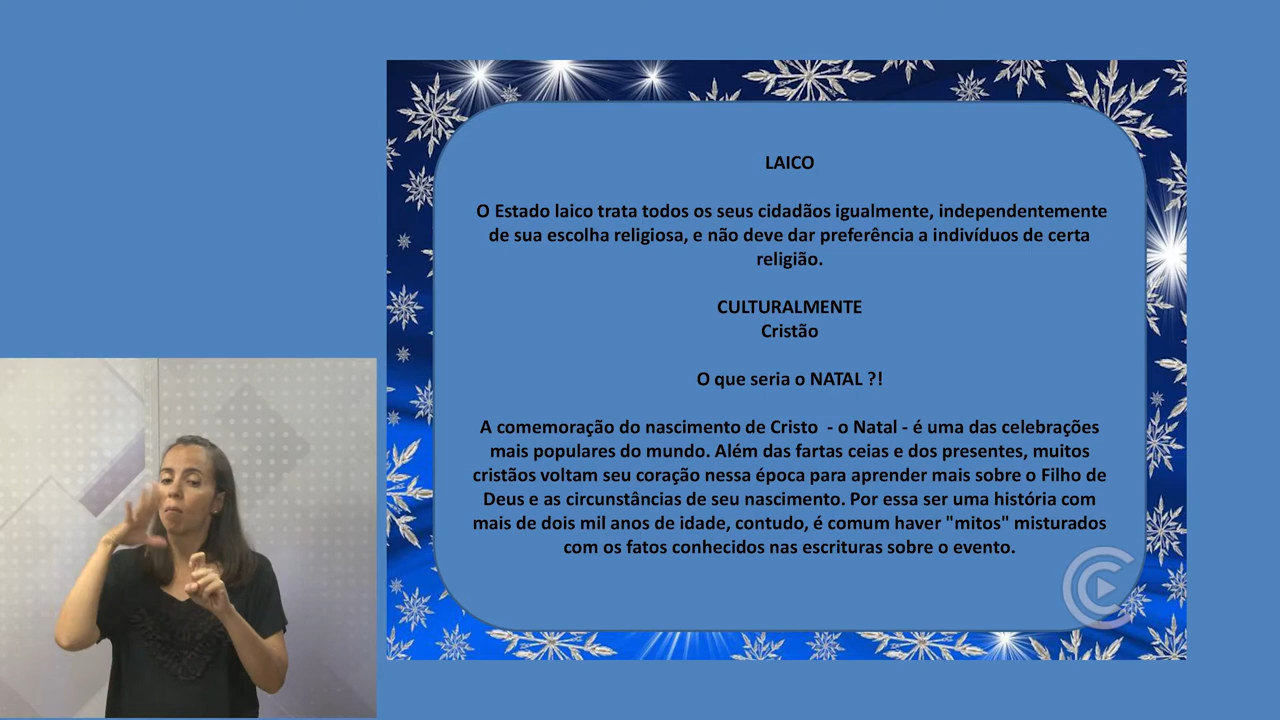 LAICO
O Estado laico trata todos os seus cidadãos igualmente, independentemente
de sua escolha religiosa, e não deve dar preferência a indivíduos de certa
religião.
CULTURALMENTE
Cristão
O que seria o NATAL ?!
A comemoração do nascimento de Cristo - o Natal - é uma das celebrações
mais populares do mundo. Além das fartas ceias e dos presentes, muitos
cristãos voltam seu coração nessa época para aprender mais sobre o Filho de
Deus e as circunstâncias de seu nascimento. Por essa ser uma história com
mais de dois mil anos de idade, contudo, é comum haver "mitos" misturados
com os fatos conhecidos nas escrituras sobre o evento.